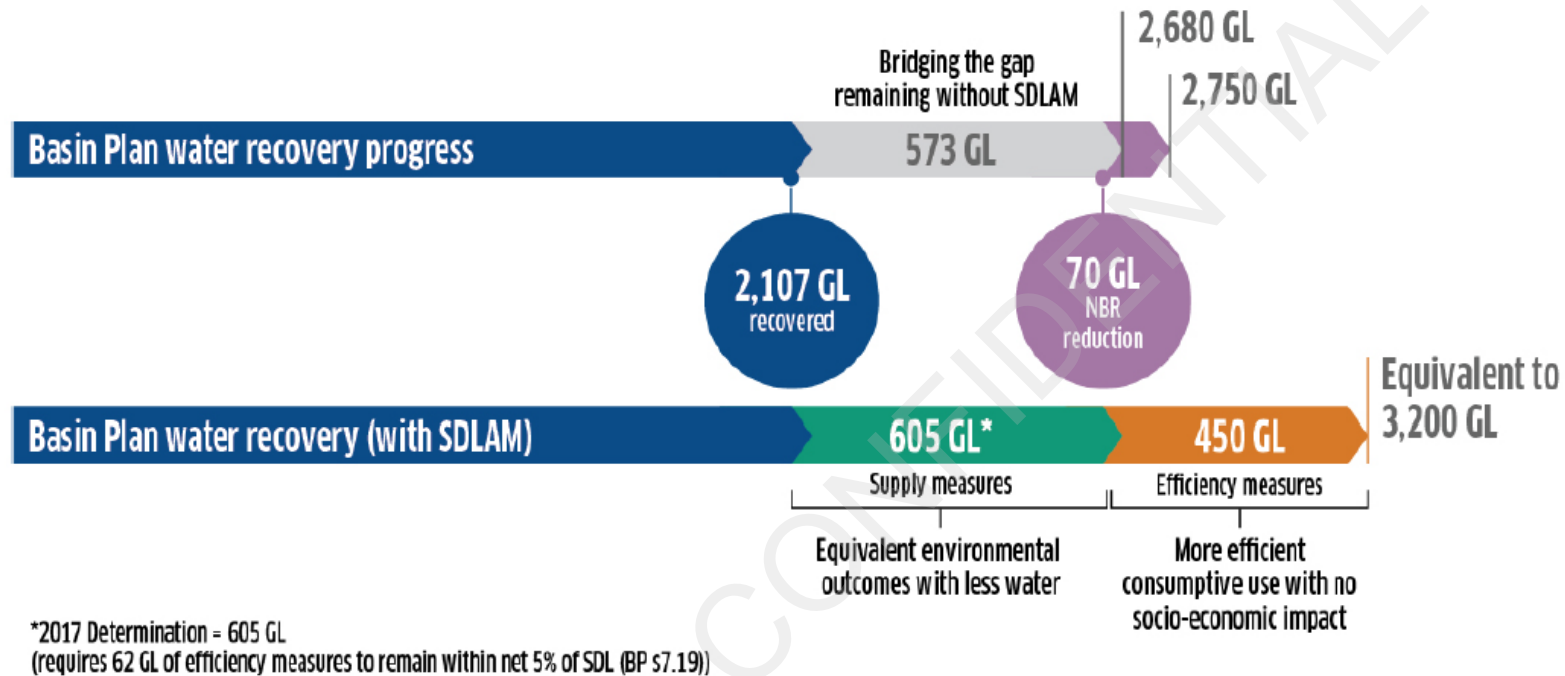 2,680 GL
Bridging the gap
remaining without SDLAM
2,750 GL
Basin Plan water recovery progress
573 GL
2,107 GL
recovered
70 GL
NBR
reduction
Equivalent to
3,200 GL
Basin Plan water recovery (with SDLAM)
605 GL*
450 GL
Supply measures
Efficiency measures
Equivalent environmental
outcomes with less water
More efficient
consumptive use with no
socio-economic impact
*2017 Determination = 605 GL
(requires 62 GL of efficiency measures to remain within net 5% of SDL (BP s7.19))
CONFIDENTIAL